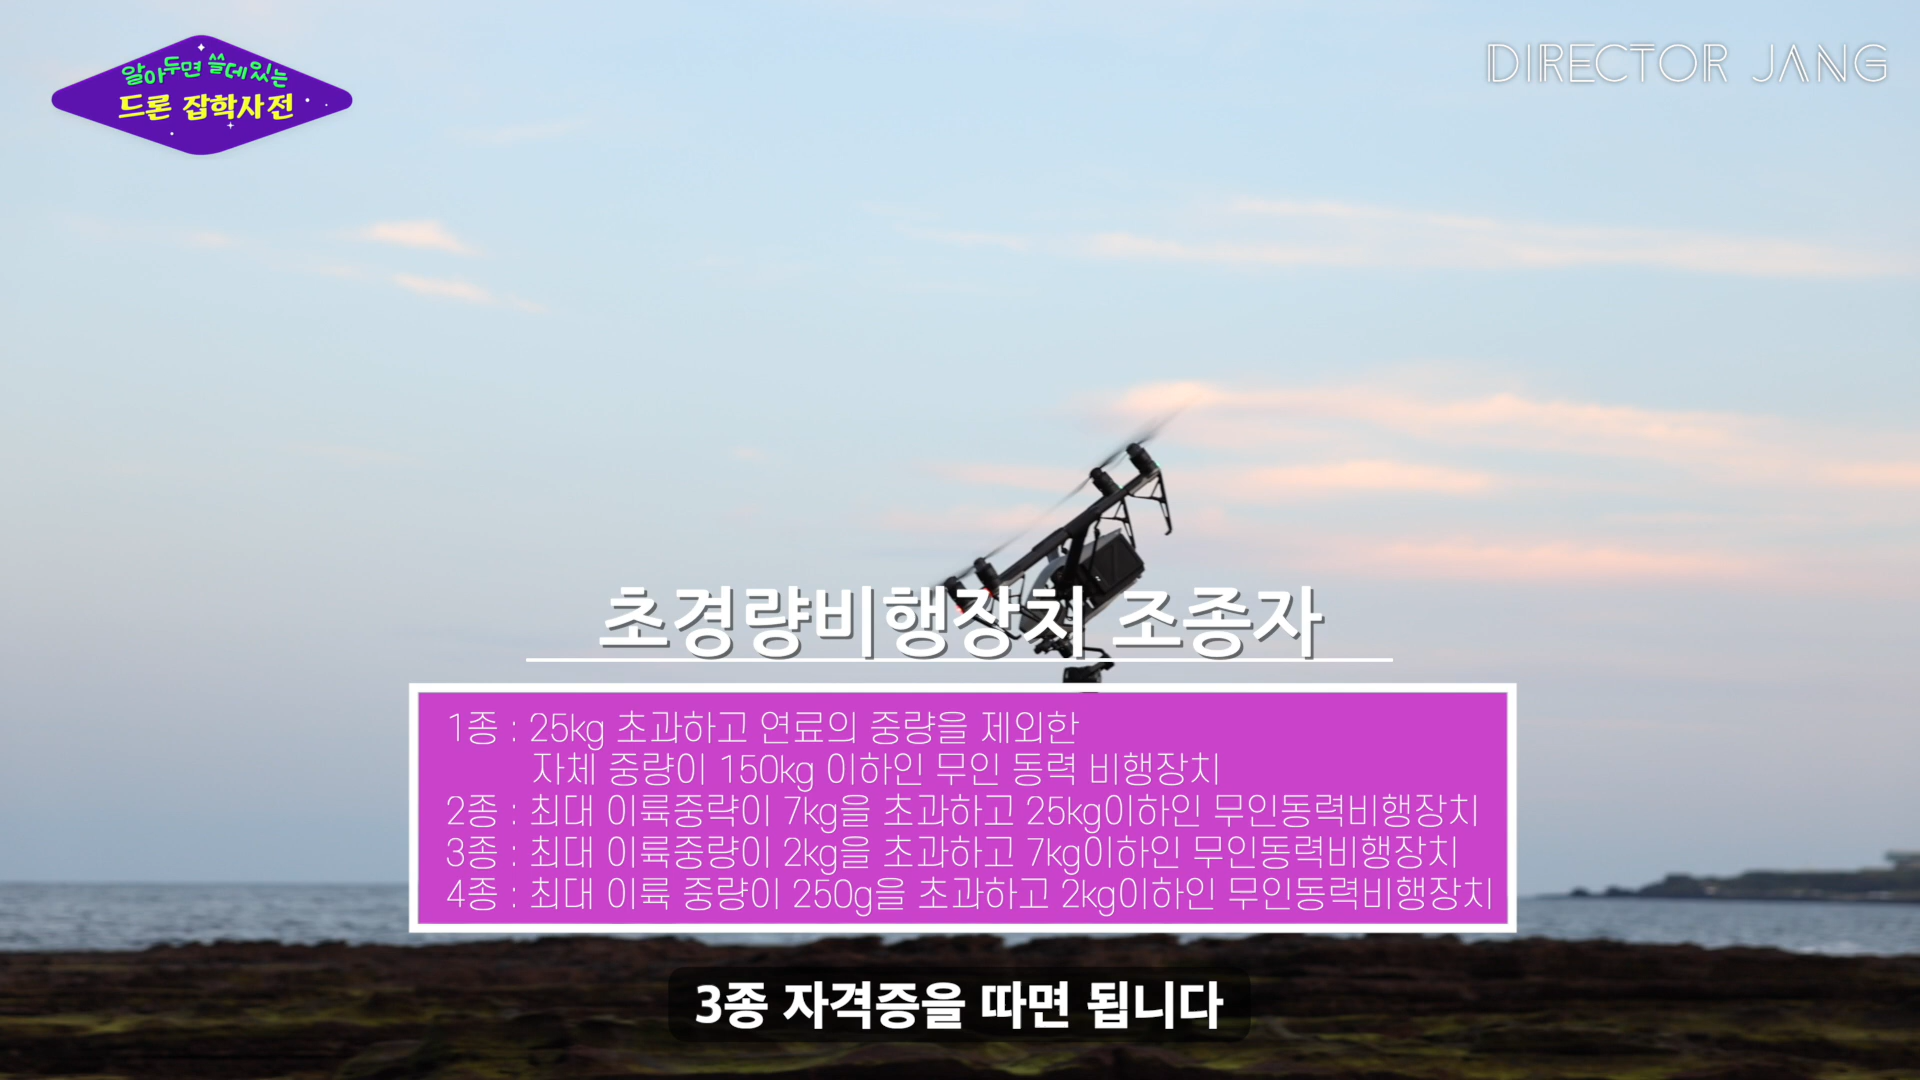 알아두면 쓸데있는
드론 잡학사전
DIRECTOR JANG
초경량비행장치 조종자
1종 : 25kg 초과하고 연료의 중량을 제외한
자체 중량이 150kg 이하인 무인 동력 비행장치
2종 : 최대 이륙중략이 7kg을 초과하고 25kg이하인 무인동력비행장치
3종 : 최대 이륙중량이 2kg을 초과하고 7kg이하인 무인동력비행장치
4종 : 최대 이륙 중량이 250g을 초과하고 2kg이하인 무인동력비행장치
3종 자격증을 따면 됩니다